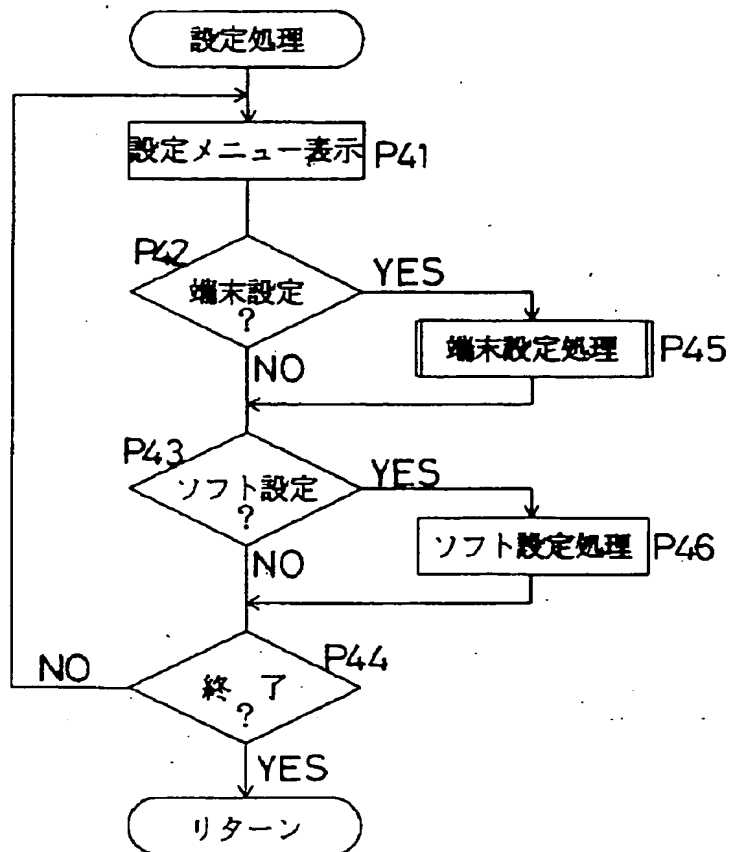 設定処理
設定メニュー表示 P41
P42
端末設定
?
YES
端末設定処理 P45
NO
P43
ソフト設定
?
YES
ソフト設定処理 P46
NO
P44
終 了
?
NO
YES
リターン